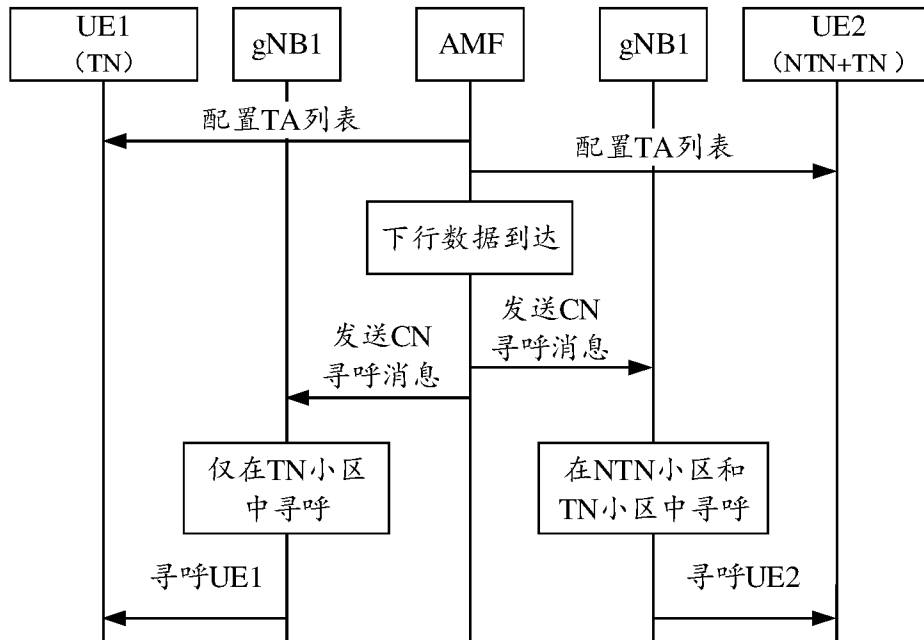 UE1
（TN）
gNB1
AMF
gNB1
UE2
（NTN+TN）
配置TA列表
配置TA列表
下行数据到达
发送CN
寻呼消息
发送CN
寻呼消息
仅在TN小区
中寻呼
在NTN小区和
TN小区中寻呼
寻呼UE1
寻呼UE2